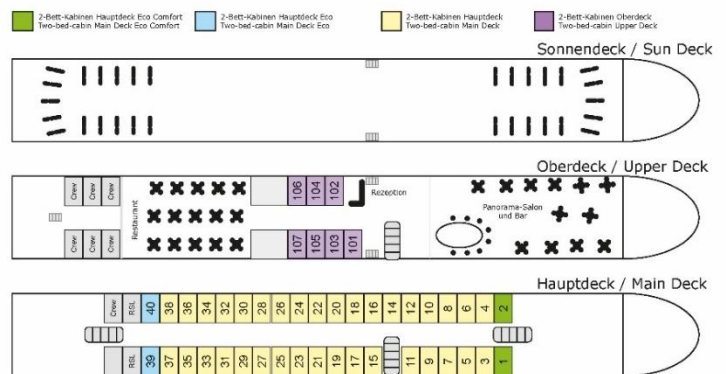 2-Bett-Kabinen Hauptdeck Eco Comfort
Two-bed-cabin Main Deck Eco Comfort
2-Bett-Kabinen Hauptdeck Eco
Two-bed-cabin Main Deck Eco
2-Bett-Kabinen Hauptdeck
Two-bed-cabin Main Deck
2-Bett-Kabinen Oberdeck
Two-bed-cabin Upper Deck
Sonnendeck / Sun Deck
Oberdeck / Upper Deck
Crew Crew Crew
106 104 102
Rezeption
Restaurant
Panorama-Salon
und Bar
Crew Crew Crew
107 105 103 101
Hauptdeck / Main Deck
Crew RSL 40 38 36 34 32 30 28 26 24 22 20 18 16 14 12 10 8 6 4 2
RSL 39 37 35 33 31 29 27 25 23 21 19 17 15 11 9 7 5 3 1